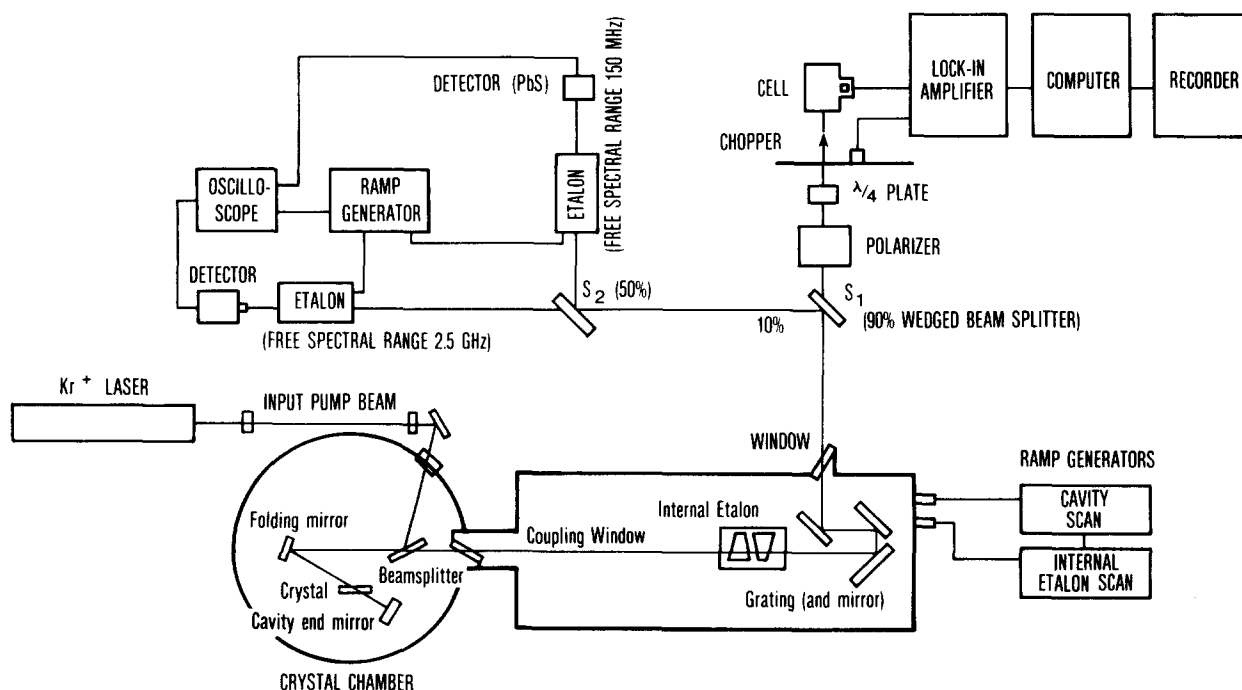 DETECTOR (PbS)
(FREE SPECTRAL RANGE 150 MHz)
ETALON
OSCILLO-
SCOPE
RAMP
GENERATOR
DETECTOR
ETALON
(FREE SPECTRAL RANGE 2.5 GHz)
S2 (50%)
10%
S1
(90% WEDGED BEAM SPLITTER)
CELL
CHOPPER
λ/4 PLATE
POLARIZER
LOCK-IN
AMPLIFIER
COMPUTER
RECORDER
Kr+ LASER
INPUT PUMP BEAM
WINDOW
RAMP GENERATORS
CAVITY
SCAN
INTERNAL
ETALON SCAN
Folding mirror
Coupling Window
Internal Etalon
Beamsplitter
Crystal
Cavity end mirror
Grating (and mirror)
CRYSTAL CHAMBER